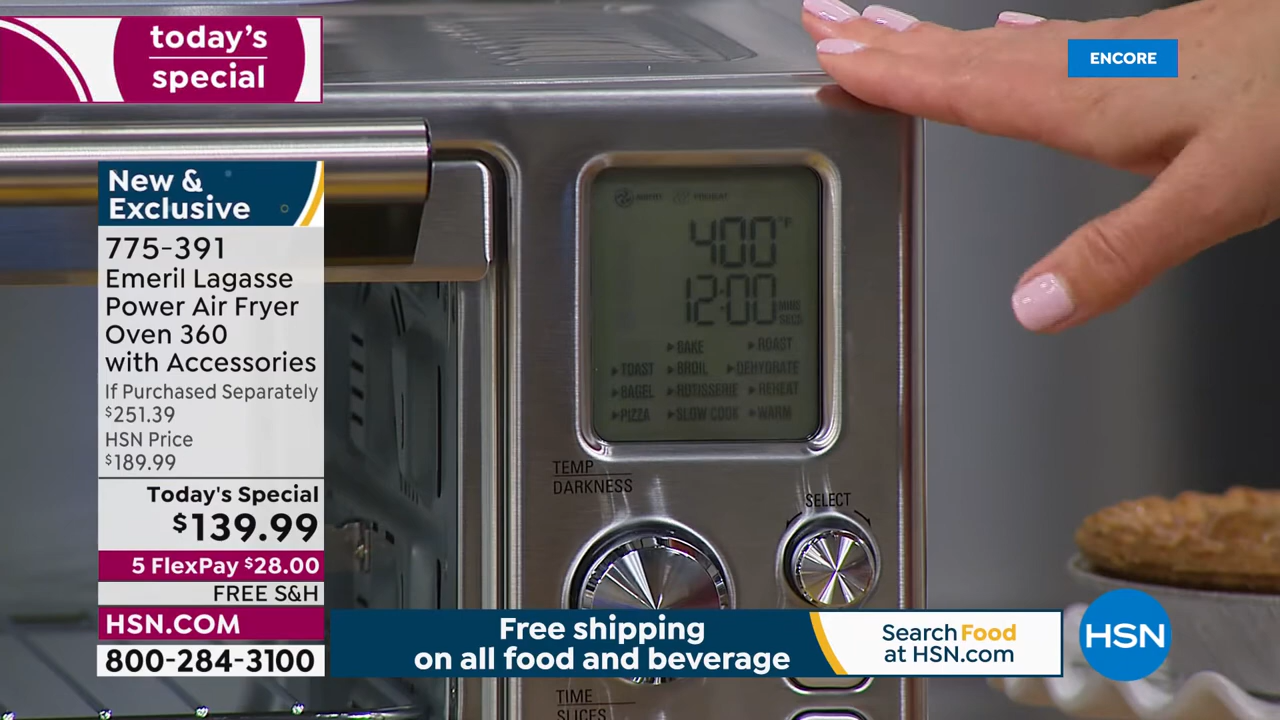 today's
special
ENCORE
New &
Exclusive
775-391
Emeril Lagasse
Power Air Fryer
Oven 360
with Accessories
If Purchased Separately
$251.39
HSN Price
$189.99
Today's Special
$139.99
5 FlexPay $28.00
FREE S&H
HSN.COM
800-284-3100
PREHEAT
400°F
12:00 MINS
SECS
BAKE ROAST
TOAST BROIL DEHYDRATE
BAGEL ROTISSERIE REHEAT
PIZZA SLOW COOK WARM
TEMP
DARKNESS
SELECT
TIME
SLICES
Free shipping
on all food and beverage
Search Food
at HSN.com
HSN